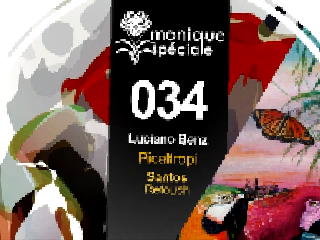 monique
spéciale
034
Luciano Benz
Picaltropi
Santos
Retoush